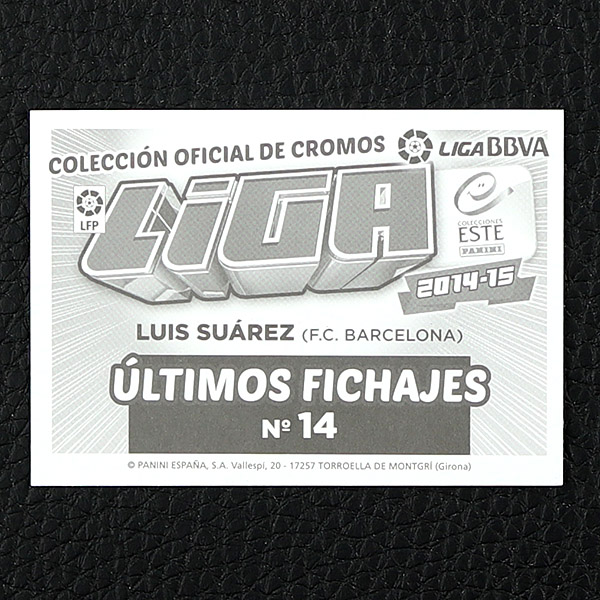 COLECCIÓN OFICIAL DE CROMOS
LIGA BBVA
LFP
LiGA
COLECCIONES
ESTE
PANINI
2014-15
LUIS SUÁREZ (F.C. BARCELONA)
ÚLTIMOS FICHAJES
Nº 14
© PANINI ESPAÑA, S.A. Vallespí, 20 - 17257 TORROELLA DE MONTGRÍ (Girona)